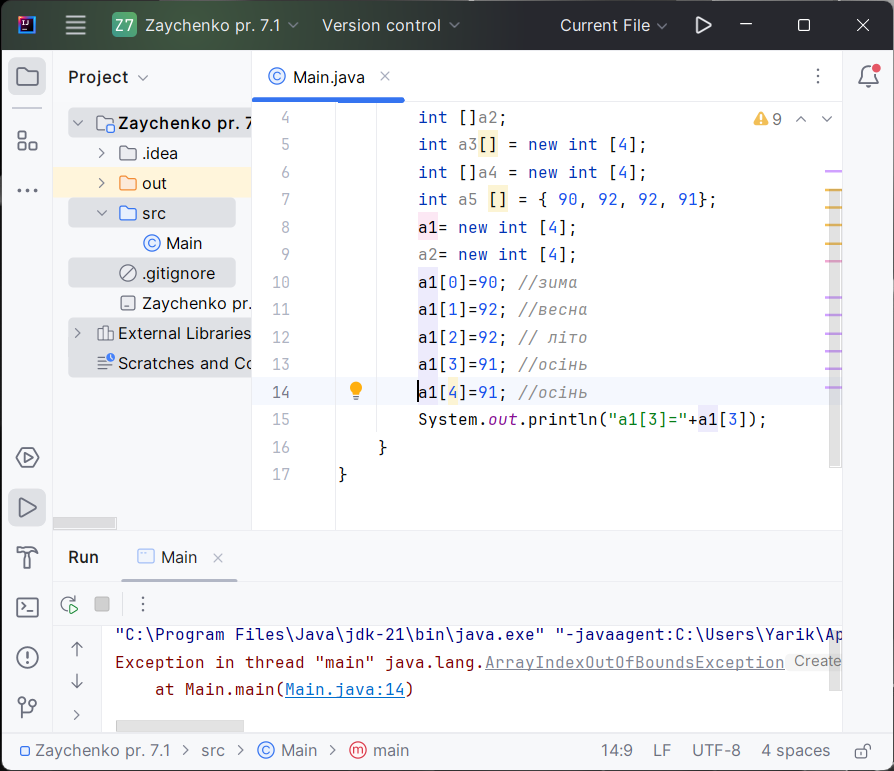 Z7 Zaychenko pr. 7.1 Version control Current File
Project
Main.java
Zaychenko pr. 7
.idea
out
src
Main
.gitignore
Zaychenko pr.
External Libraries
Scratches and Co
9
4 int []a2;
5 int a3[] = new int [4];
6 int []a4 = new int [4];
7 int a5 [] = { 90, 92, 92, 91};
8 a1= new int [4];
9 a2= new int [4];
10 a1[0]=90; //зима
11 a1[1]=92; //весна
12 a1[2]=92; // літо
13 a1[3]=91; //осінь
14 a1[4]=91; //осінь
15 System.out.println("a1[3]="+a1[3]);
16 }
17 }
Run Main
"C:\Program Files\Java\jdk-21\bin\java.exe" "-javaagent:C:\Users\Yarik\Ap
Exception in thread "main" java.lang.ArrayIndexOutOfBoundsException Create
at Main.main(Main.java:14)
Zaychenko pr. 7.1 > src > Main > main 14:9 LF UTF-8 4 spaces